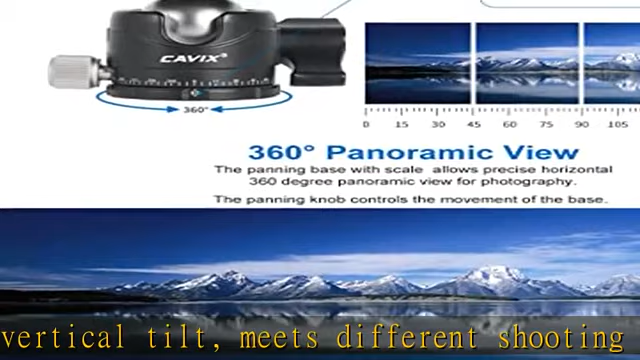 CAVIX®
360°
0 15 30 45 60 75 90 105
360° Panoramic View
The panning base with scale allows precise horizontal
360 degree panoramic view for photography.
The panning knob controls the movement of the base.
vertical tilt, meets different shooting